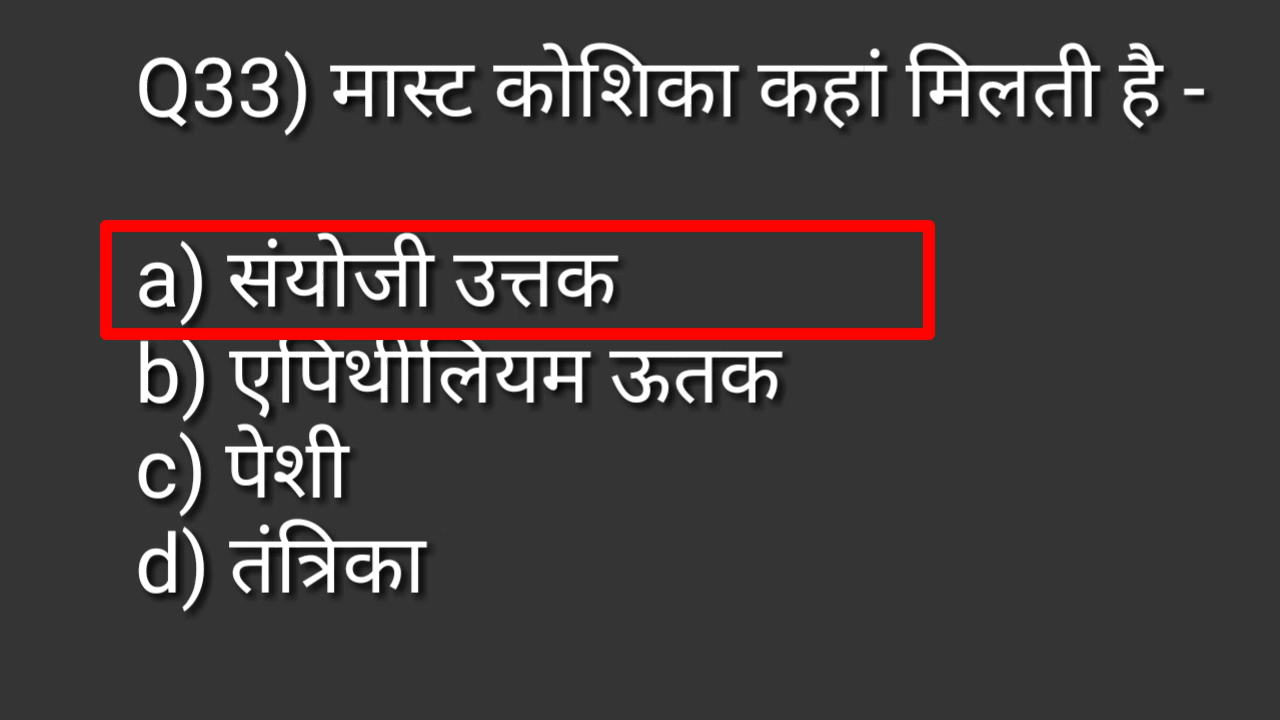 Q33) मास्ट कोशिका कहां मिलती है -
a) संयोजी उत्तक
b) एपिथीलियम ऊतक
c) पेशी
d) तंत्रिका